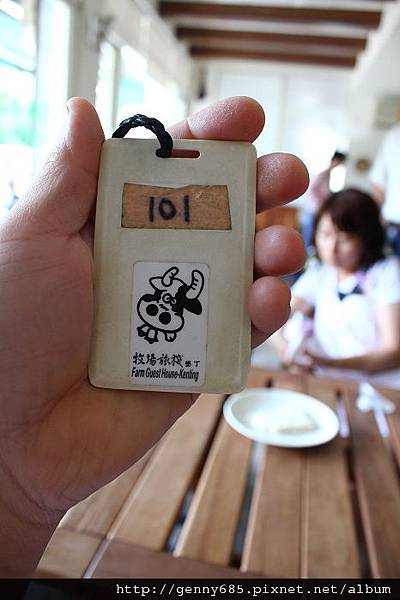 101
牧場旅棧 墾丁
Farm Guest House-Kenting
http://genny685.pixnet.net/album